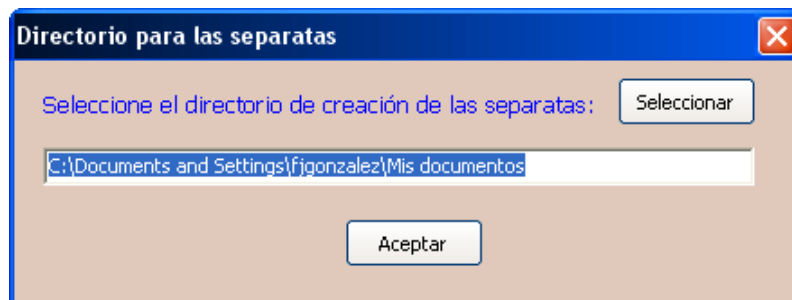 Directorio para las separatas
Seleccione el directorio de creación de las separatas: Seleccionar
C:\Documents and Settings\fjgonzalez\Mis documentos
Aceptar